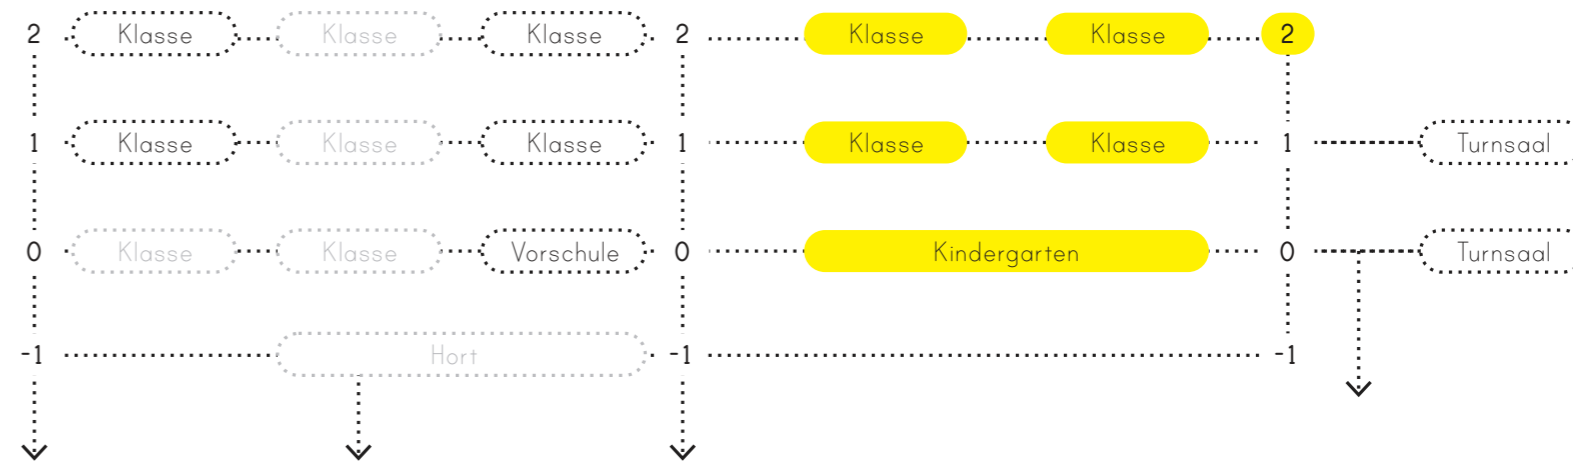 2 Klasse Klasse Klasse 2 Klasse Klasse 2
1 Klasse Klasse Klasse 1 Klasse Klasse 1 Turnsaal
0 Klasse Klasse Vorschule 0 Kindergarten 0 Turnsaal
-1 Hort -1 -1